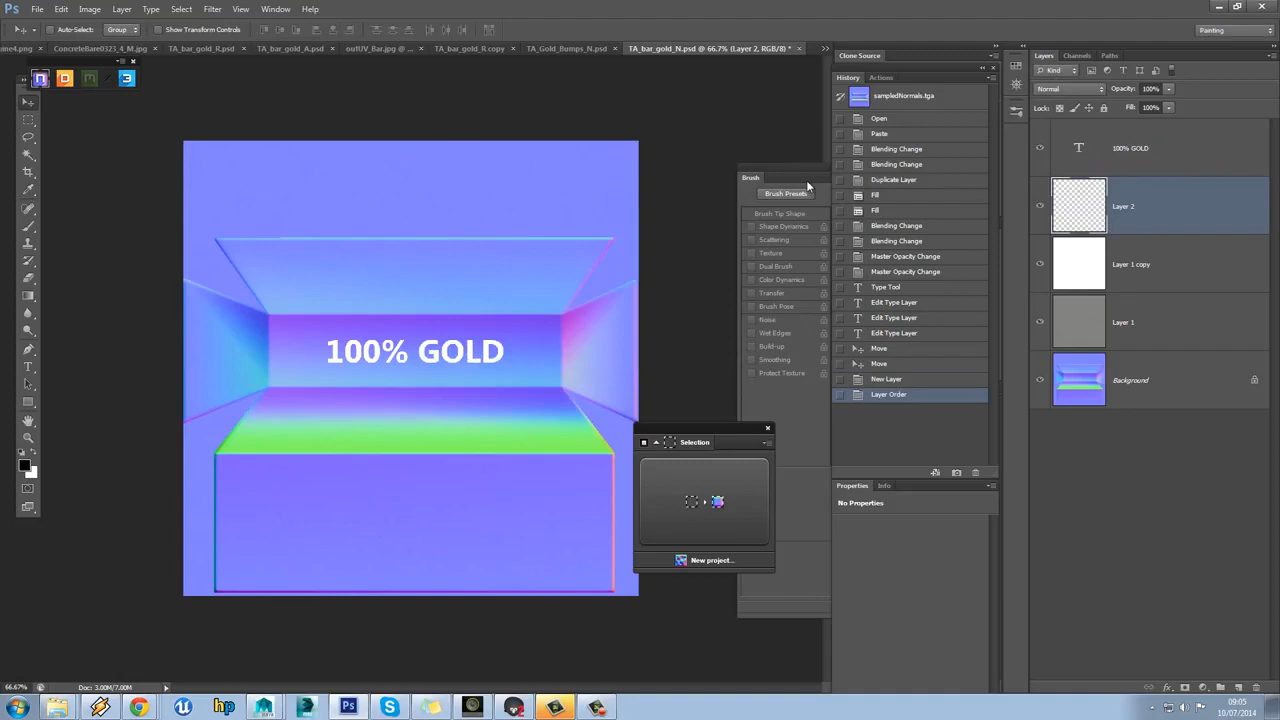 Ps File Edit Image Layer Type Select Filter View Window Help
Auto-Select: Group Show Transform Controls Painting
ConcreteBare0323_4_M.jpg × TA_bar_gold_R.psd × TA_bar_gold_A.psd × outUV_Bar.jpg @ ... × TA_bar_gold_R copy × TA_Gold_Bumps_N.psd × TA_bar_gold_N.psd @ 66.7% (Layer 2, RGB/8) * ×
Clone Source
History Actions
sampledNormals.tga
Open
Paste
Blending Change
Blending Change
Duplicate Layer
Fill
Fill
Blending Change
Blending Change
Master Opacity Change
Master Opacity Change
Type Tool
Edit Type Layer
Edit Type Layer
Edit Type Layer
Move
Move
New Layer
Layer Order
Properties Info
No Properties
Layers Channels Paths
Kind
Normal Opacity: 100%
Lock: Fill: 100%
T 100% GOLD
Layer 2
Layer 1 copy
Layer 1
Background
Brush
Brush Presets
Brush Tip Shape
Shape Dynamics
Scattering
Texture
Dual Brush
Color Dynamics
Transfer
Brush Pose
Noise
Wet Edges
Build-up
Smoothing
Protect Texture
100% GOLD
Selection
New project...
66.67% Doc: 3.00M/7.00M
09:05
10/07/2014